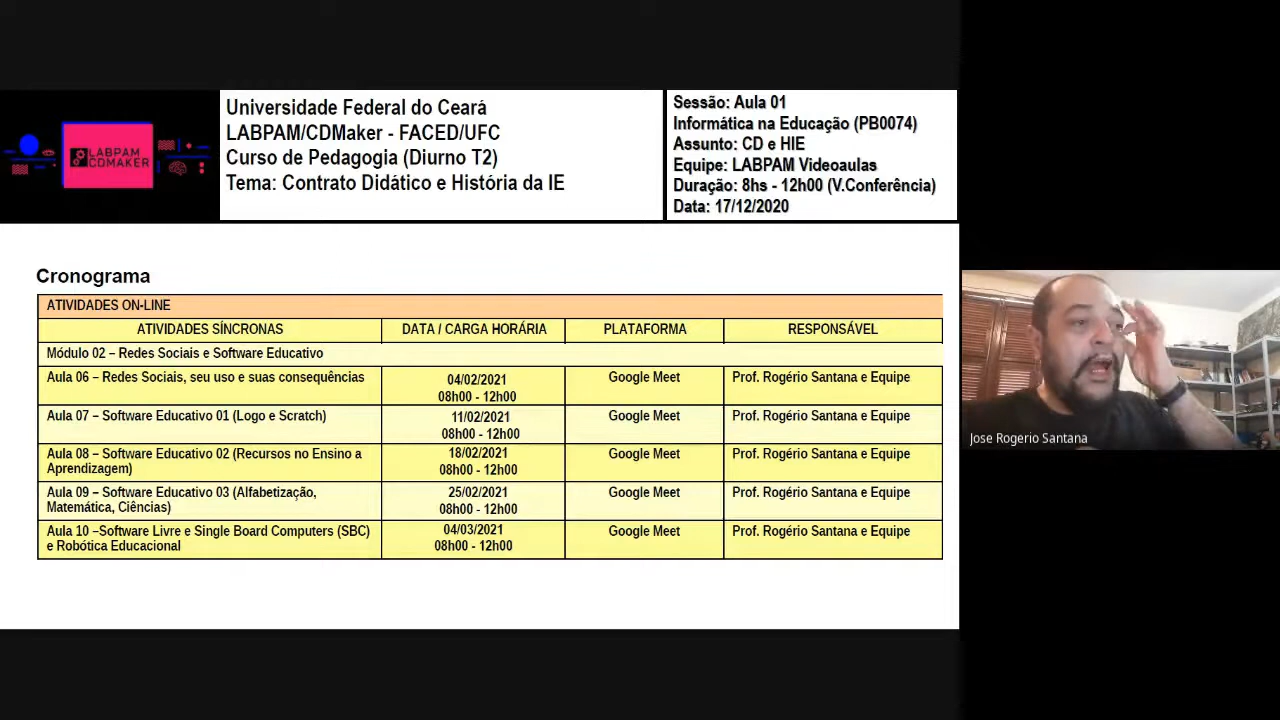 LABPAM
CDMAKER
Universidade Federal do Ceará
LABPAM/CDMaker - FACED/UFC
Curso de Pedagogia (Diurno T2)
Tema: Contrato Didático e História da IE
Sessão: Aula 01
Informática na Educação (PB0074)
Assunto: CD e HIE
Equipe: LABPAM Videoaulas
Duração: 8hs - 12h00 (V.Conferência)
Data: 17/12/2020
Cronograma
ATIVIDADES ON-LINE
ATIVIDADES SÍNCRONAS DATA / CARGA HORÁRIA PLATAFORMA RESPONSÁVEL
Módulo 02 – Redes Sociais e Software Educativo
Aula 06 – Redes Sociais, seu uso e suas consequências 04/02/2021 Google Meet Prof. Rogério Santana e Equipe
08h00 - 12h00
Aula 07 – Software Educativo 01 (Logo e Scratch) 11/02/2021 Google Meet Prof. Rogério Santana e Equipe
08h00 - 12h00
Aula 08 – Software Educativo 02 (Recursos no Ensino a 18/02/2021 Google Meet Prof. Rogério Santana e Equipe
Aprendizagem) 08h00 - 12h00
Aula 09 – Software Educativo 03 (Alfabetização, 25/02/2021 Google Meet Prof. Rogério Santana e Equipe
Matemática, Ciências) 08h00 - 12h00
Aula 10 –Software Livre e Single Board Computers (SBC) 04/03/2021 Google Meet Prof. Rogério Santana e Equipe
e Robótica Educacional 08h00 - 12h00
Jose Rogerio Santana